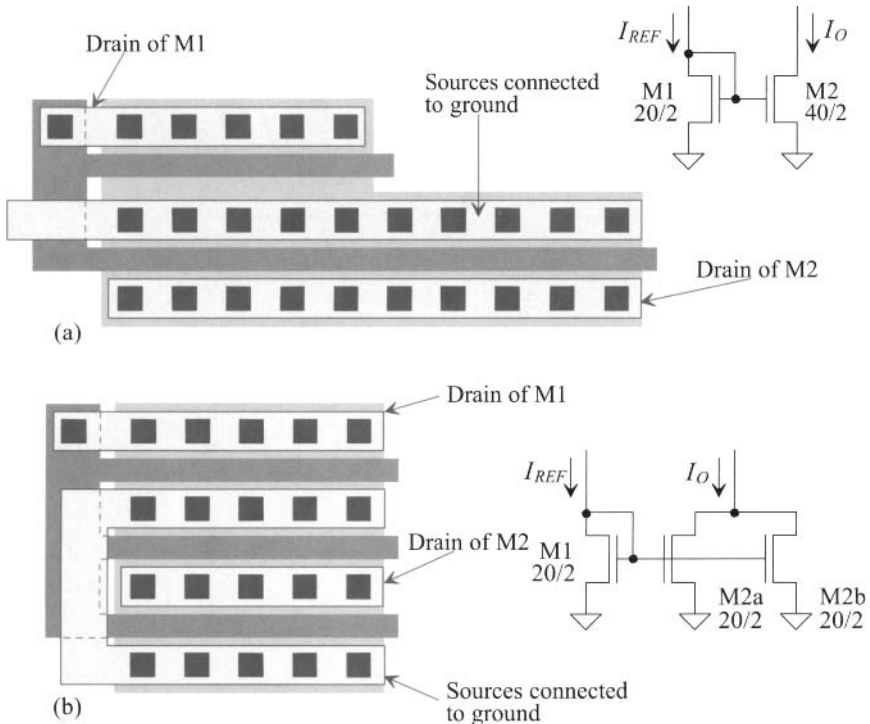 Drain of M1
Sources connected
to ground
I_REF
I_O
M1
20/2
M2
40/2
Drain of M2
(a)
Drain of M1
I_REF
I_O
Drain of M2
M1
20/2
M2a
20/2
M2b
20/2
Sources connected
to ground
(b)